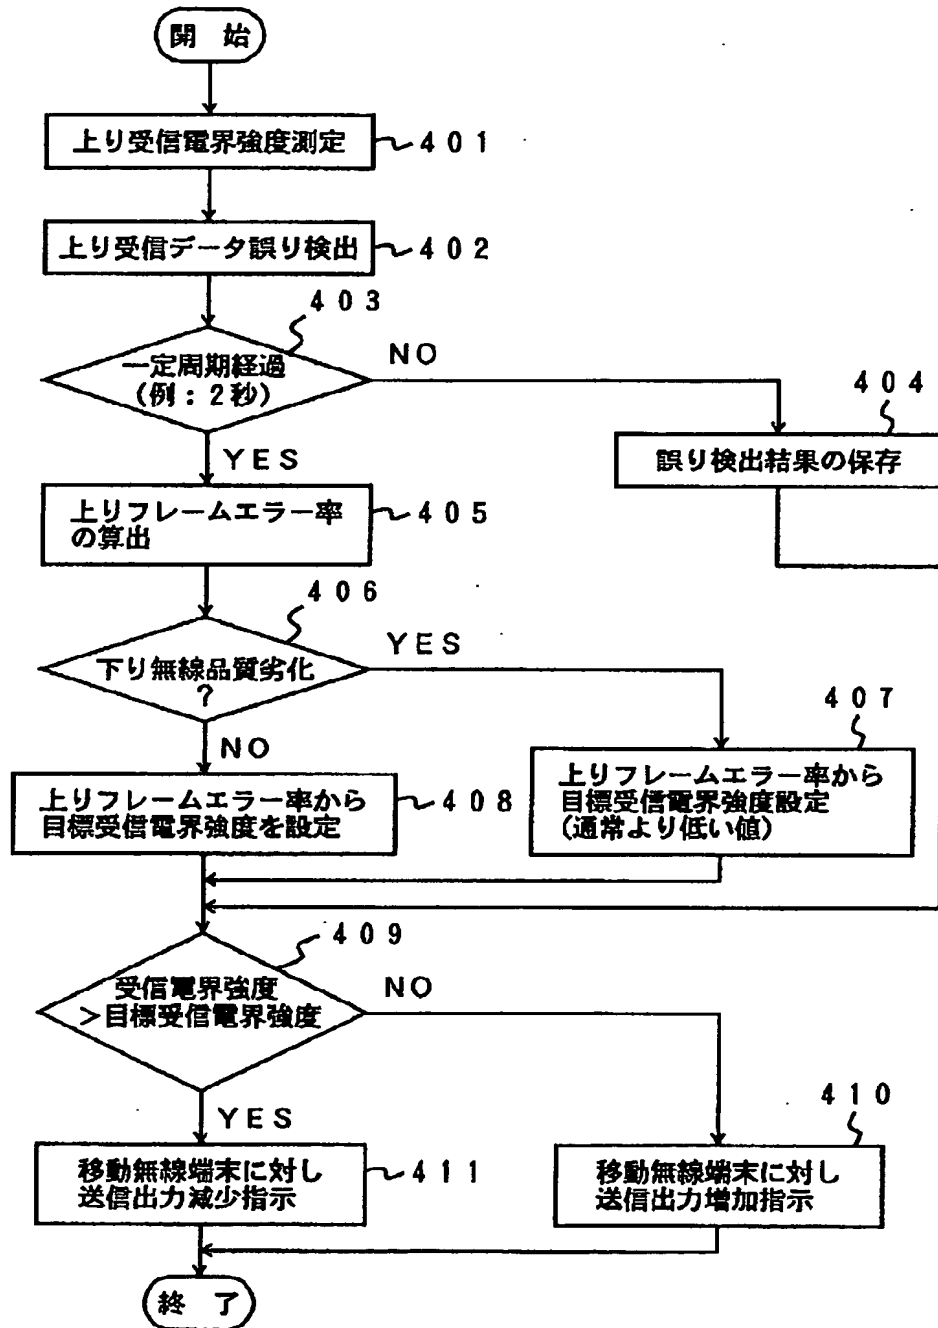 開 始
上り受信電界強度測定
401
上り受信データ誤り検出
402
403
一定周期経過
(例:2秒)
NO
404
誤り検出結果の保存
YES
上りフレームエラー率
の算出
405
406
下り無線品質劣化
?
YES
407
NO
上りフレームエラー率から
目標受信電界強度を設定
408
上りフレームエラー率から
目標受信電界強度設定
(通常より低い値)
409
受信電界強度
>目標受信電界強度
NO
YES
410
移動無線端末に対し
送信出力減少指示
411
移動無線端末に対し
送信出力増加指示
終 了